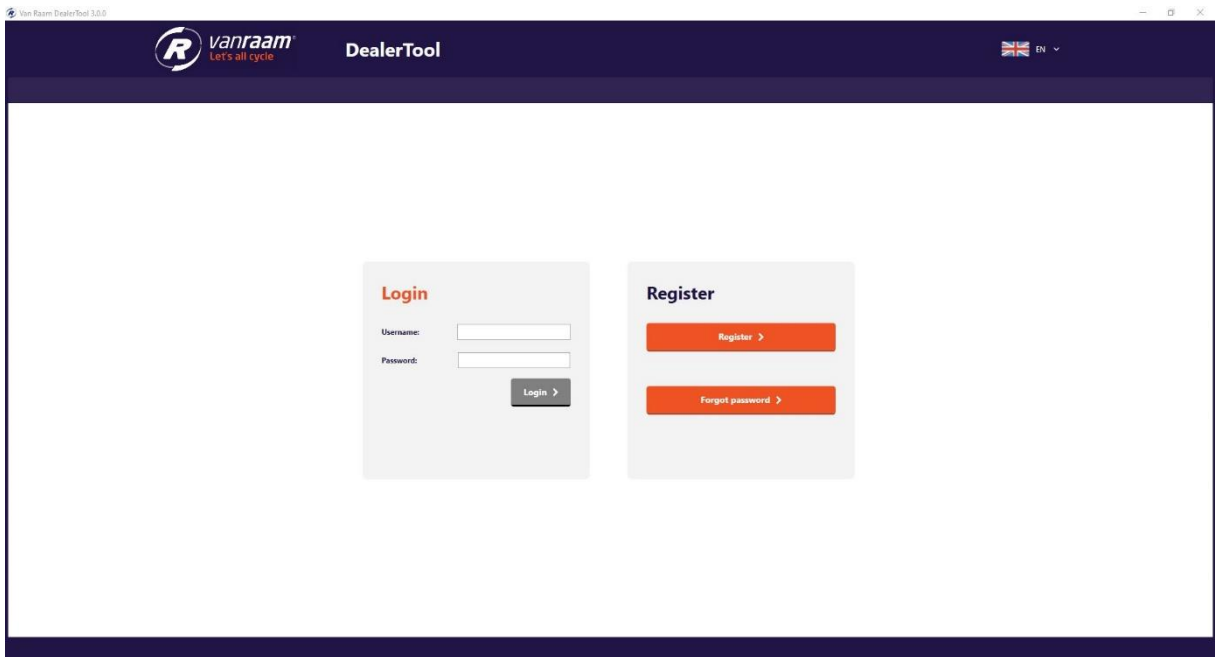 Van Raam DealerTool 3.0.0
R vanraam®
Let's all cycle
DealerTool
EN
Login
Username:
Password:
Login
Register
Register
Forgot password